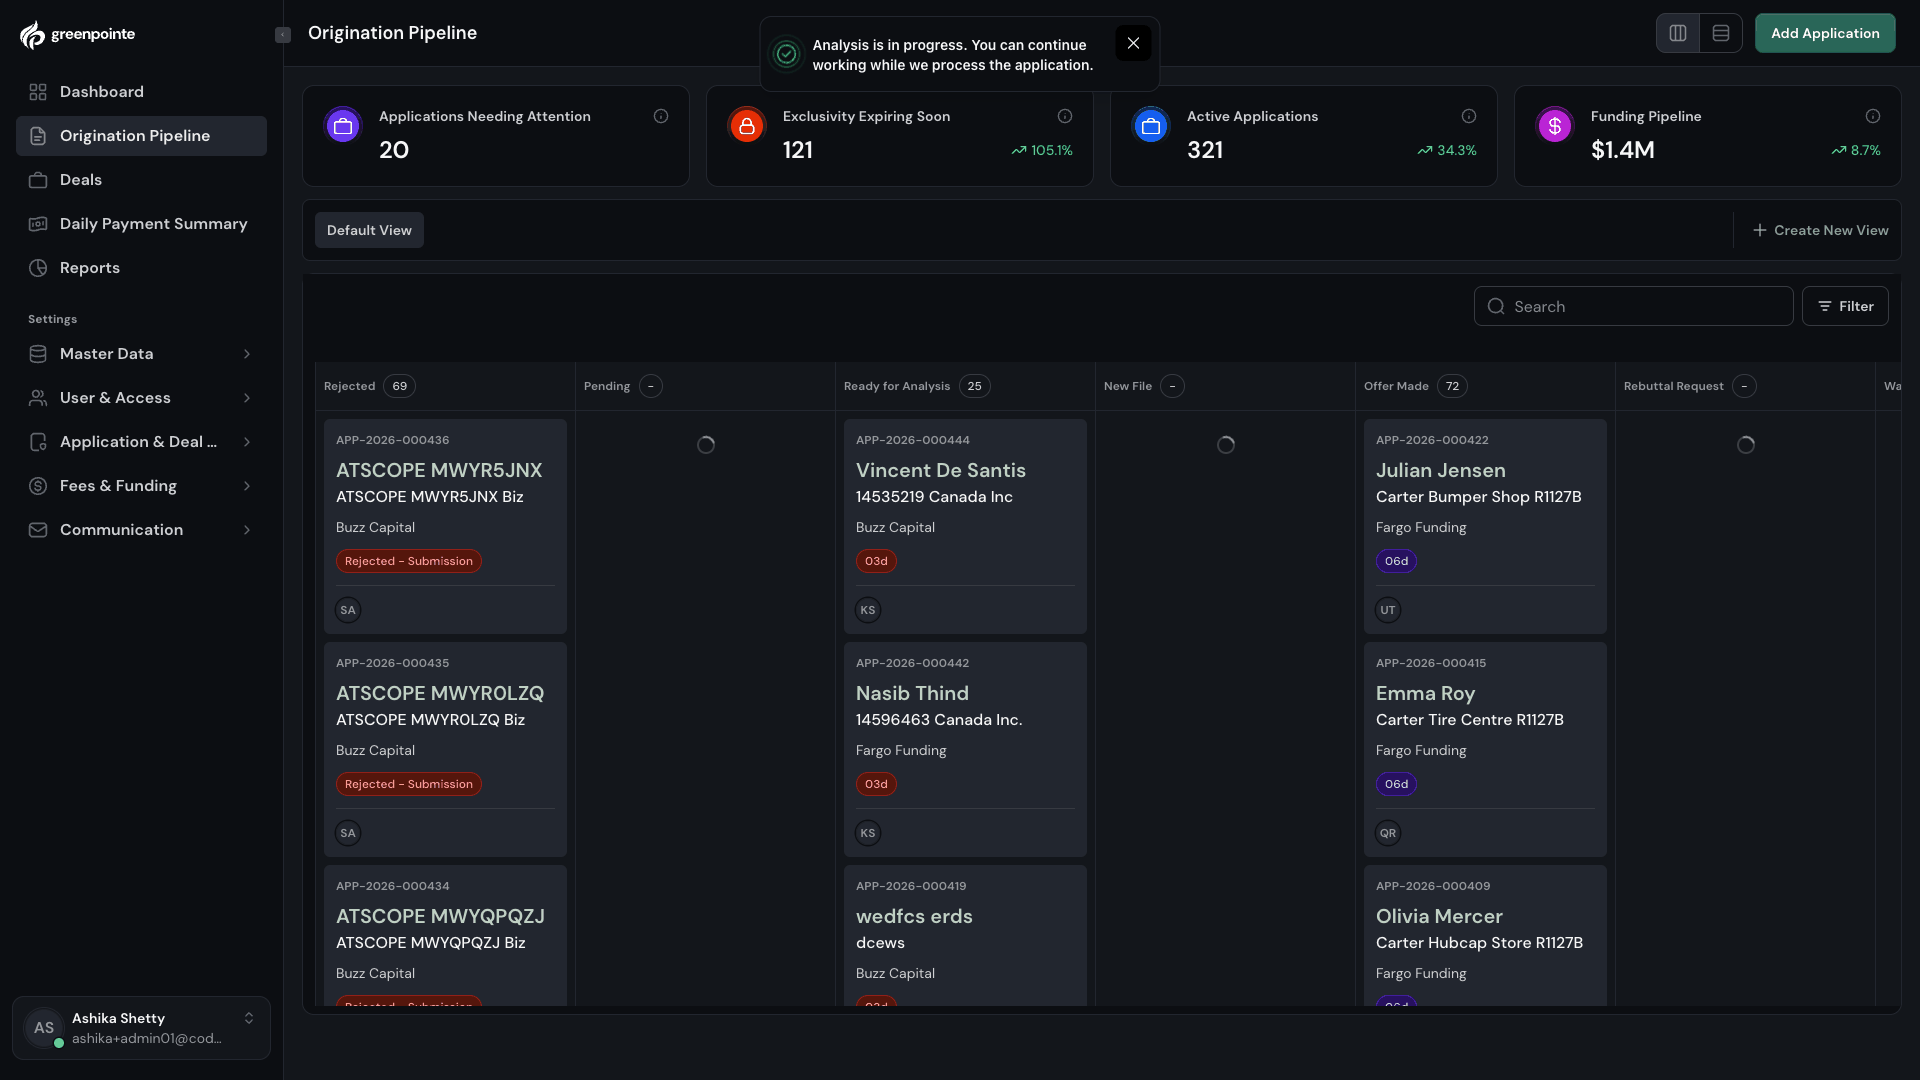 greenpointe
Dashboard
Origination Pipeline
Deals
Daily Payment Summary
Reports
Settings
Master Data
User & Access
Application & Deal ...
Fees & Funding
Communication
AS
Ashika Shetty
ashika+admin01@cod...
Origination Pipeline
Analysis is in progress. You can continue
working while we process the application.
Add Application
Applications Needing Attention
20
Exclusivity Expiring Soon
121
105.1%
Active Applications
321
34.3%
Funding Pipeline
$1.4M
8.7%
Default View
Create New View
Search
Filter
Rejected 69
Pending -
Ready for Analysis 25
New File -
Offer Made 72
Rebuttal Request -
Wa
APP-2026-000436
ATSCOPE MWYR5JNX
ATSCOPE MWYR5JNX Biz
Buzz Capital
Rejected - Submission
SA
APP-2026-000435
ATSCOPE MWYR0LZQ
ATSCOPE MWYR0LZQ Biz
Buzz Capital
Rejected - Submission
SA
APP-2026-000434
ATSCOPE MWYQPQZJ
ATSCOPE MWYQPQZJ Biz
Buzz Capital
Rejected - Submission
APP-2026-000444
Vincent De Santis
14535219 Canada Inc
Buzz Capital
03d
KS
APP-2026-000442
Nasib Thind
14596463 Canada Inc.
Fargo Funding
03d
KS
APP-2026-000419
wedfcs erds
dcews
Buzz Capital
03d
APP-2026-000422
Julian Jensen
Carter Bumper Shop R1127B
Fargo Funding
06d
UT
APP-2026-000415
Emma Roy
Carter Tire Centre R1127B
Fargo Funding
06d
QR
APP-2026-000409
Olivia Mercer
Carter Hubcap Store R1127B
Fargo Funding
06d